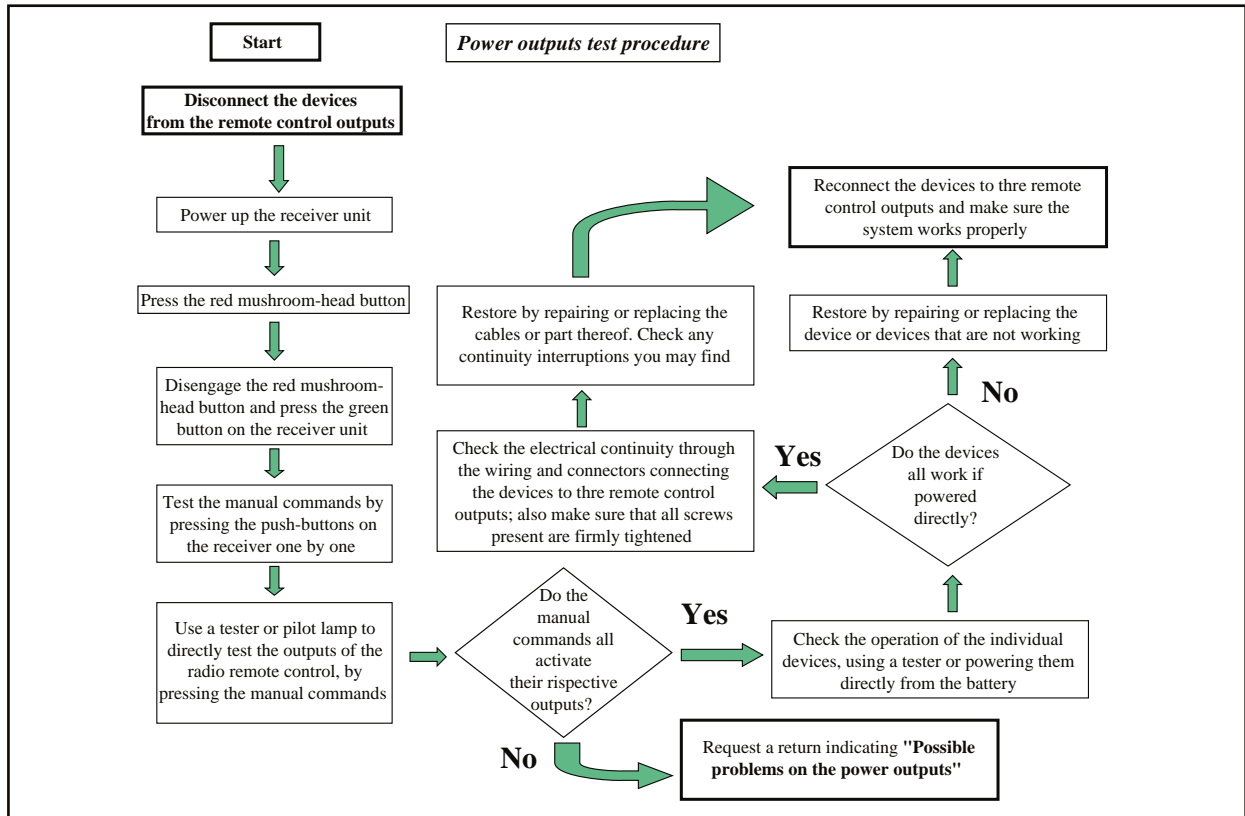 Start
Power outputs test procedure
Disconnect the devices
from the remote control outputs
Power up the receiver unit
Press the red mushroom-head button
Disengage the red mushroom-
head button and press the green
button on the receiver unit
Test the manual commands by
pressing the push-buttons on
the receiver one by one
Use a tester or pilot lamp to
directly test the outputs of the
radio remote control, by
pressing the manual commands
Do the
manual
commands all
activate
their rispective
outputs?
No
Request a return indicating "Possible
problems on the power outputs"
Yes
Check the operation of the individual
devices, using a tester or powering them
directly from the battery
Do the devices
all work if
powered
directly?
Yes
Check the electrical continuity through
the wiring and connectors connecting
the devices to thre remote control
outputs; also make sure that all screws
present are firmly tightened
Restore by repairing or replacing the
cables or part thereof. Check any
continuity interruptions you may find
No
Restore by repairing or replacing the
device or devices that are not working
Reconnect the devices to thre remote
control outputs and make sure the
system works properly